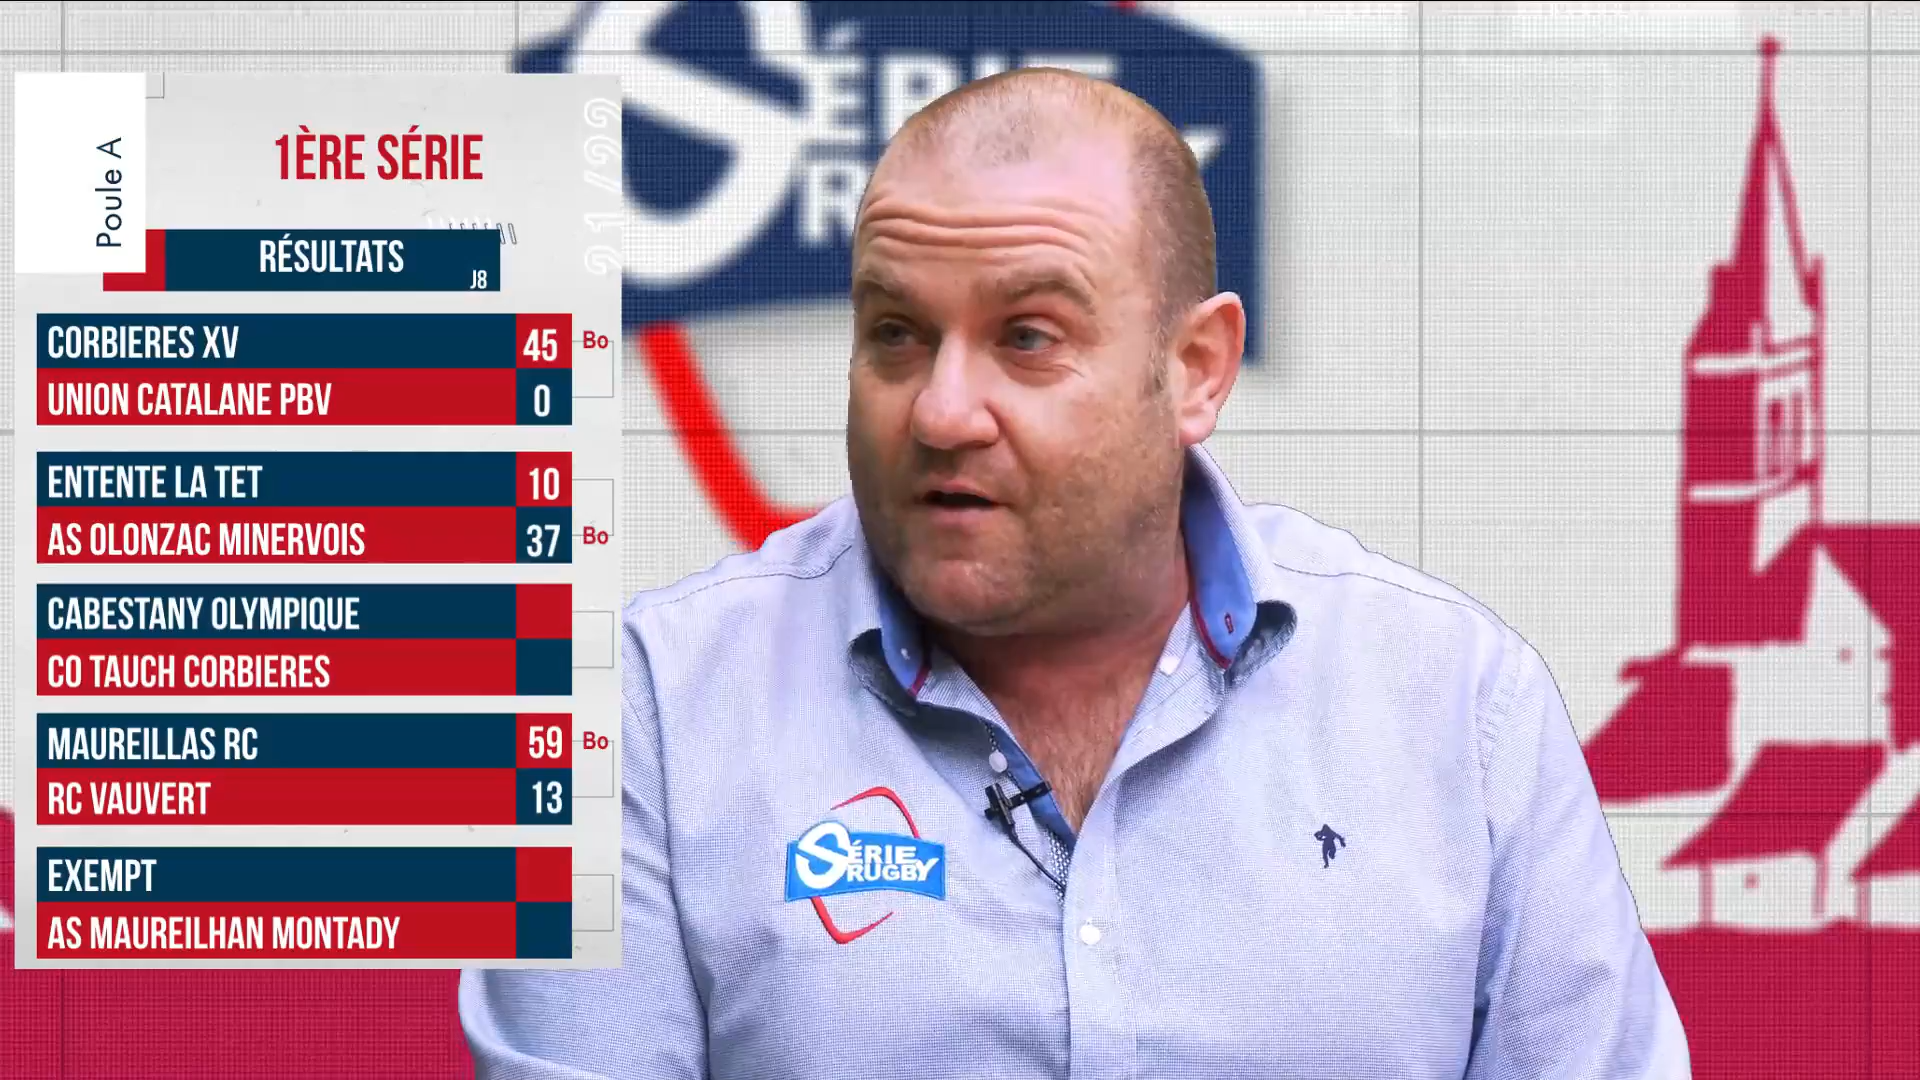 Poule A
1ÈRE SÉRIE
21/22
RÉSULTATS
J8
CORBIERES XV 45 Bo
UNION CATALANE PBV 0
ENTENTE LA TET 10
AS OLONZAC MINERVOIS 37 Bo
CABESTANY OLYMPIQUE
CO TAUCH CORBIERES
MAUREILLAS RC 59 Bo
RC VAUVERT 13
EXEMPT
AS MAUREILHAN MONTADY
SÉRIE
RUGBY